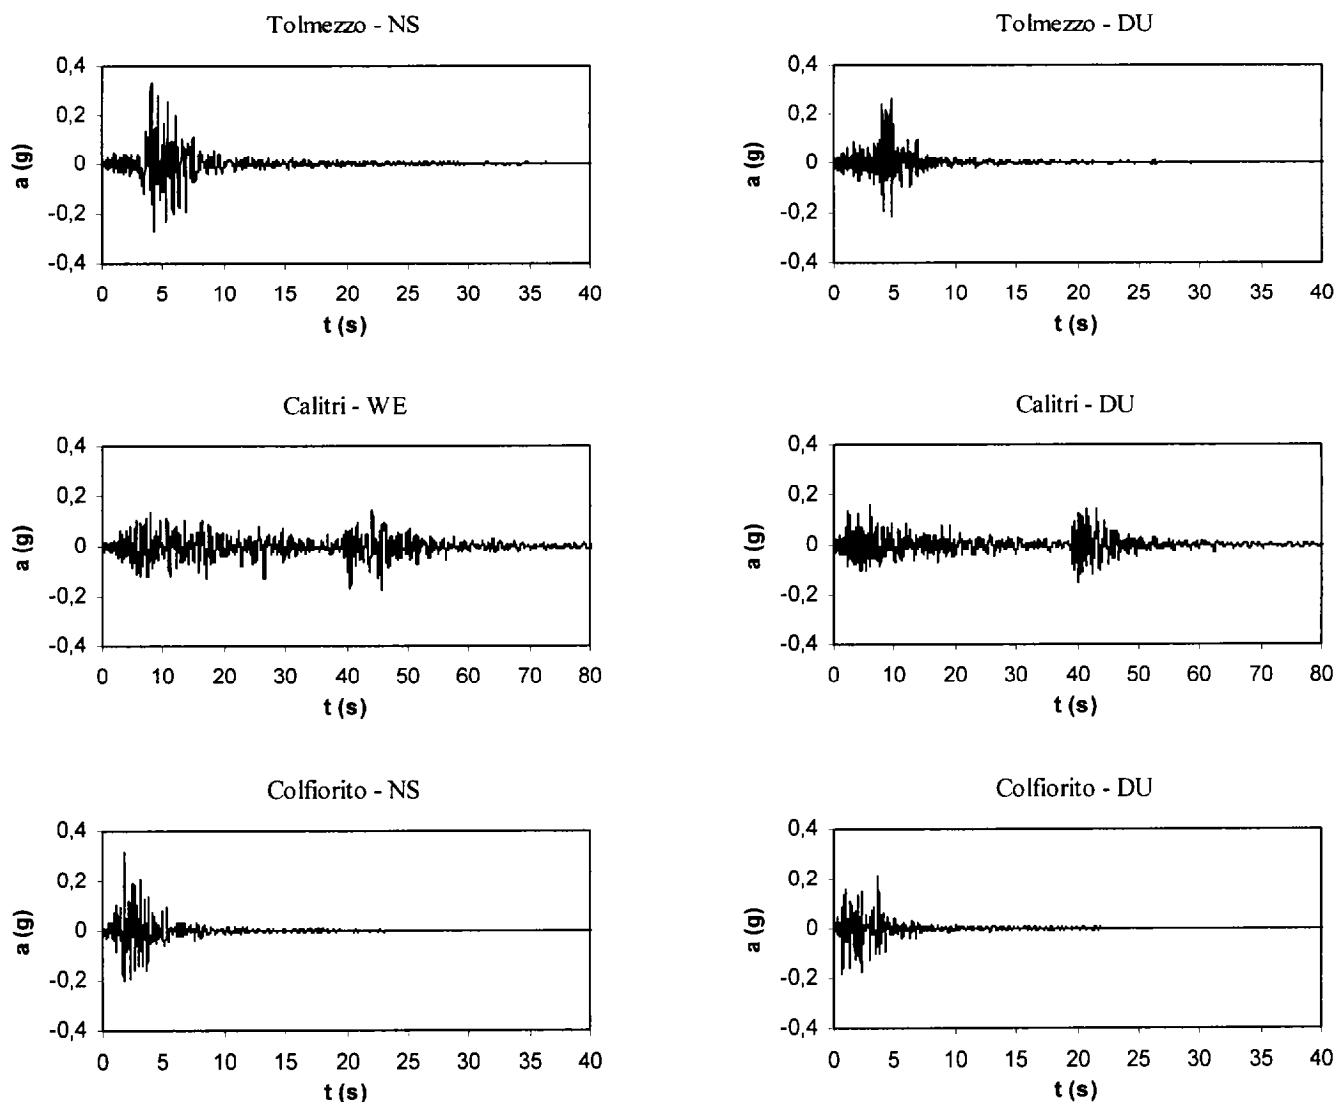 Tolmezzo - NS
0,4
0,2
0
-0,2
-0,4
a (g)
0 5 10 15 20 25 30 35 40
t (s)
Tolmezzo - DU
0,4
0,2
0
-0,2
-0,4
a (g)
0 5 10 15 20 25 30 35 40
t (s)
Calitri - WE
0,4
0,2
0
-0,2
-0,4
a (g)
0 10 20 30 40 50 60 70 80
t (s)
Calitri - DU
0,4
0,2
0
-0,2
-0,4
a (g)
0 10 20 30 40 50 60 70 80
t (s)
Colfiorito - NS
0,4
0,2
0
-0,2
-0,4
a (g)
0 5 10 15 20 25 30 35 40
t (s)
Colfiorito - DU
0,4
0,2
0
-0,2
-0,4
a (g)
0 5 10 15 20 25 30 35 40
t (s)